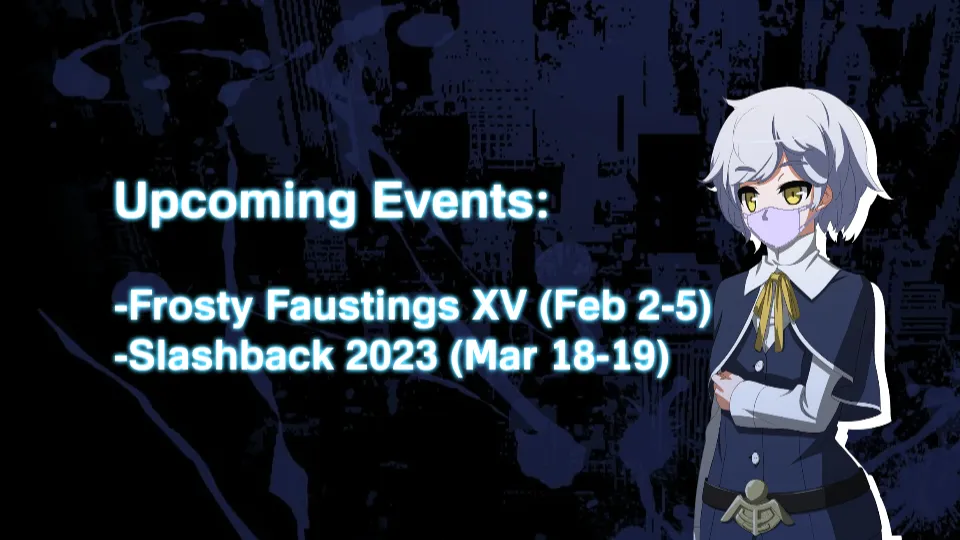 Upcoming Events:
-Frosty Faustings XV (Feb 2-5)
-Slashback 2023 (Mar 18-19)